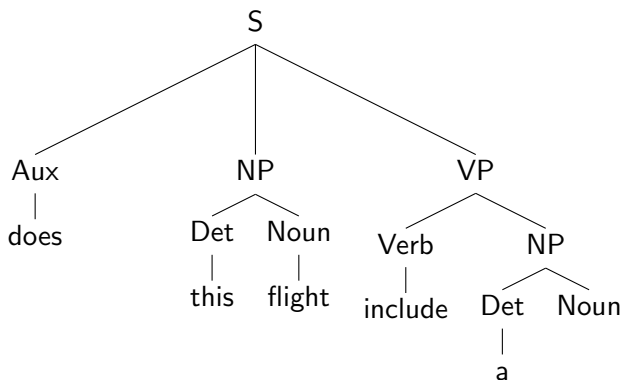 S
Aux NP VP
does Det Noun Verb NP
this flight include Det Noun
a